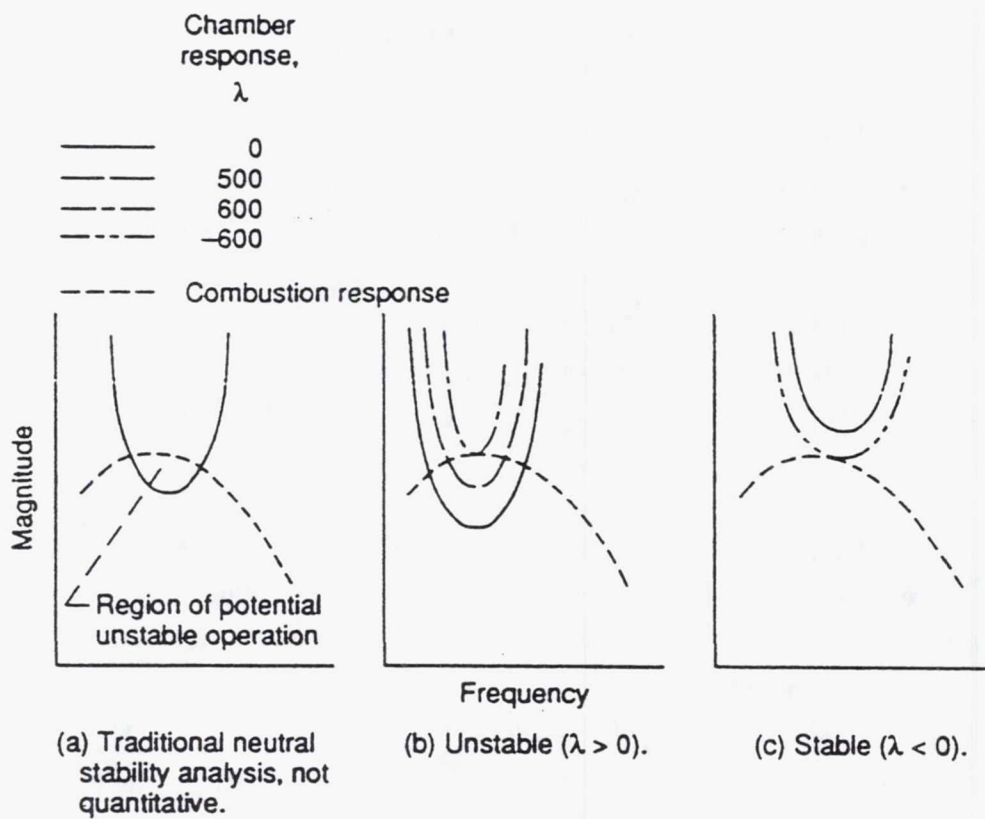 Chamber
response,
λ
0
500
600
−600
Combustion response
Magnitude
Region of potential
unstable operation
Frequency
(a) Traditional neutral
stability analysis, not
quantitative.
(b) Unstable (λ > 0).
(c) Stable (λ < 0).